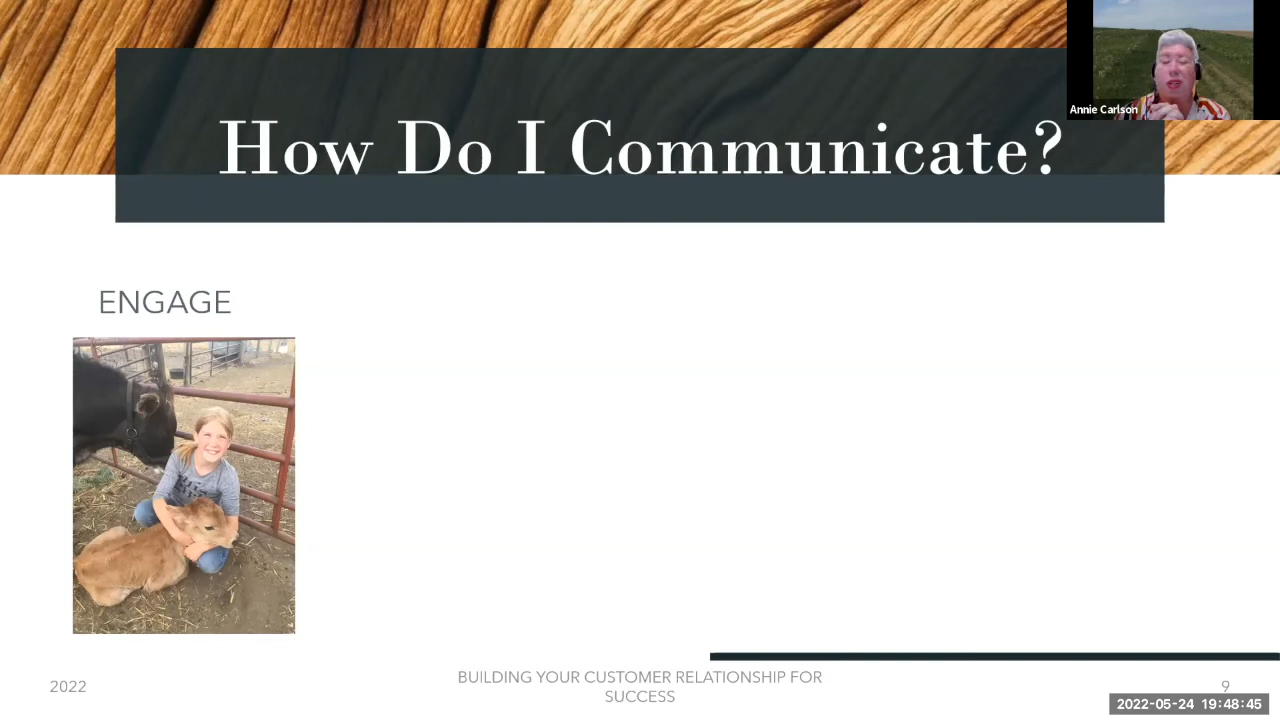 Annie Carlson
How Do I Communicate?
ENGAGE
2022
BUILDING YOUR CUSTOMER RELATIONSHIP FOR
SUCCESS
9
2022-05-24 19:48:45